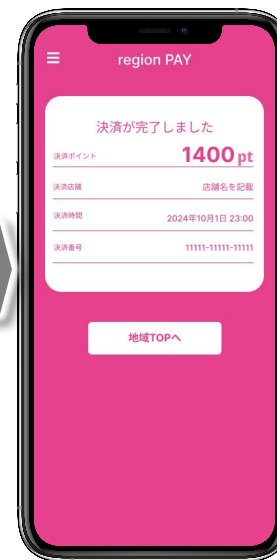 region PAY
決済が完了しました
決済ポイント 1400 pt
決済店舗 店舗名を記載
決済時間 2024年10月1日 23:00
決済番号 11111-11111-11111
地域TOPへ